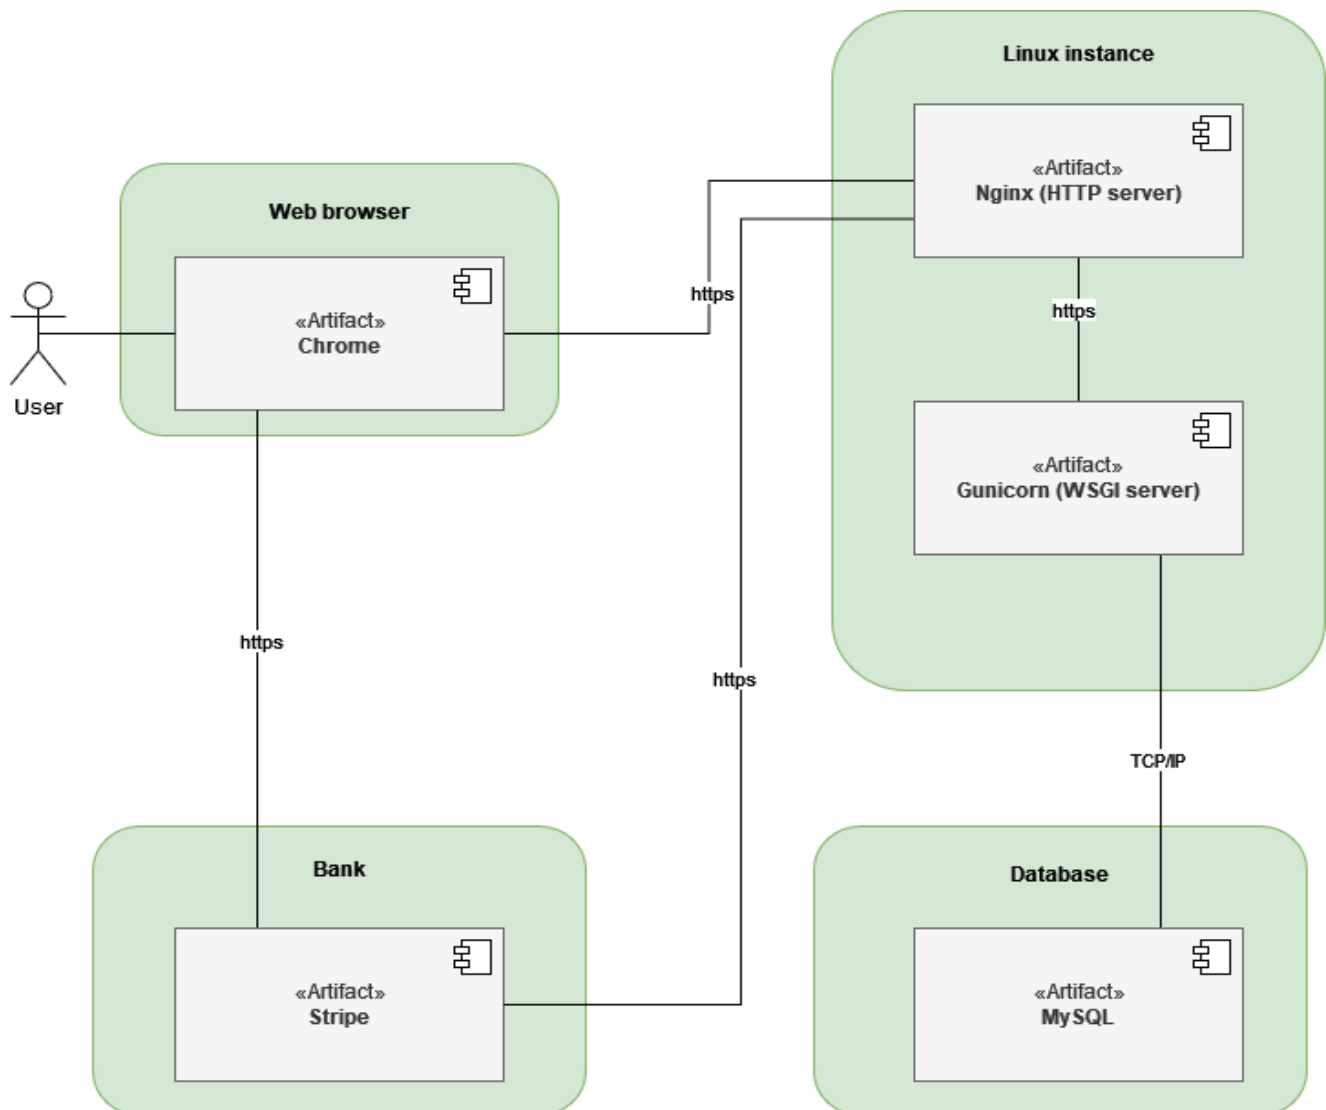 Linux instance
«Artifact»
Nginx (HTTP server)
Web browser
«Artifact»
Chrome
User
https
https
«Artifact»
Gunicorn (WSGI server)
https
https
TCP/IP
Bank
«Artifact»
Stripe
Database
«Artifact»
MySQL